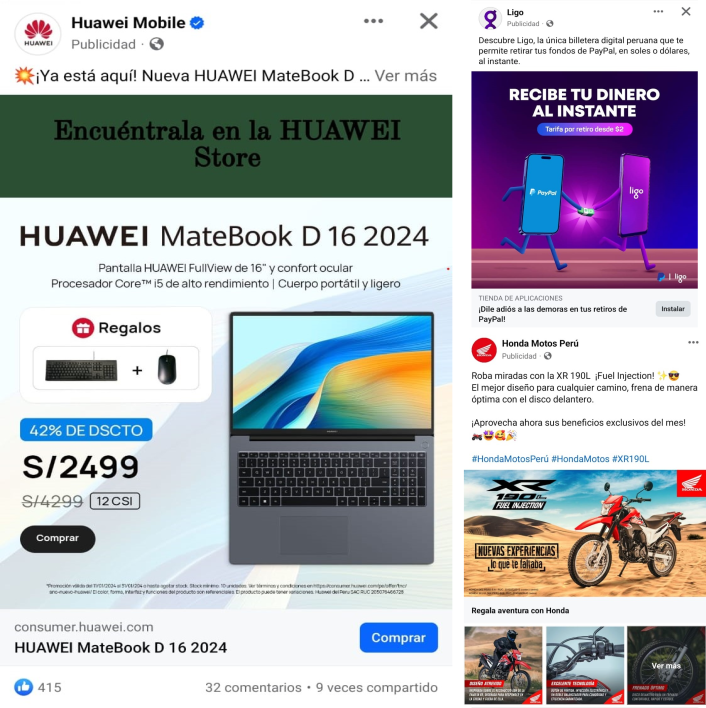 Huawei Mobile
Publicidad ·
HUAWEI
¡Ya está aquí! Nueva HUAWEI MateBook D ... Ver más
Encuéntrala en la HUAWEI
Store
HUAWEI MateBook D 16 2024
Pantalla HUAWEI FullView de 16" y confort ocular
Procesador Core™ i5 de alto rendimiento | Cuerpo portátil y ligero
Regalos
+
42% DE DSCTO
S/2499
S/4299 12 CSI
Comprar
consumer.huawei.com
HUAWEI MateBook D 16 2024
Comprar
415
32 comentarios • 9 veces compartido
Ligo
Publicidad ·
Descubre Ligo, la única billetera digital peruana que te
permite retirar tus fondos de PayPal, en soles o dólares,
al instante.
RECIBE TU DINERO
AL INSTANTE
Tarifa por retiro desde $2
PayPal
ligo
ligo
TIENDA DE APLICACIONES
¡Dile adiós a las demoras en tus retiros de
PayPal!
Instalar
Honda Motos Perú
Publicidad ·
Roba miradas con la XR 190L ¡Fuel Injection!
El mejor diseño para cualquier camino, frena de manera
óptima con el disco delantero.
¡Aprovecha ahora sus beneficios exclusivos del mes!
#HondaMotosPerú #HondaMotos #XR190L
XR
190L
FUEL INJECTION
HONDA
NUEVAS EXPERIENCIAS
lo que te faltaba
Regala aventura con Honda
DISEÑO ATREVIDO
EXCELENTE TECNOLOGÍA
Ver más